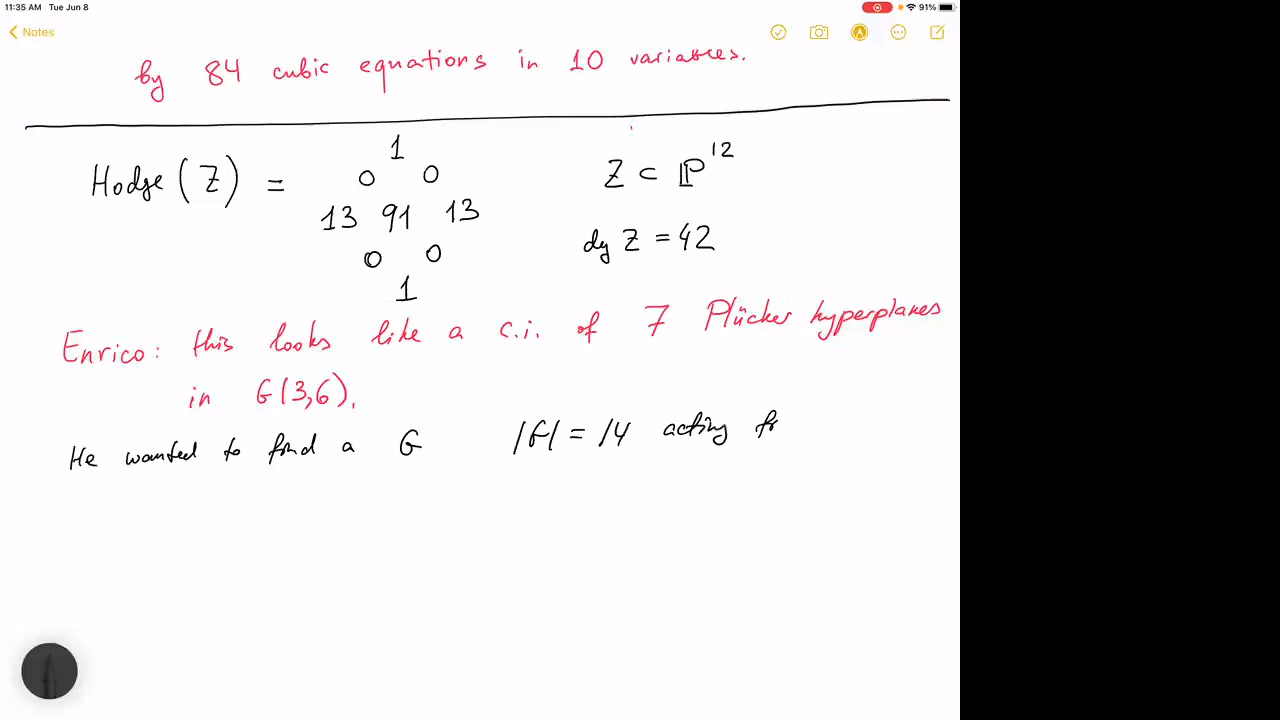 11:35 AM Tue Jun 8
91%
Notes
by 84 cubic equations in 10 variables.
Hodge (Z) =
1
0 0
13 91 13
0 0
1
Z ⊂ ℙ¹²
deg Z = 42
Enrico: this looks like a c.i. of 7 Plücker hyperplanes
in G(3,6).
He wanted to find a G |G| = 14 acting fr